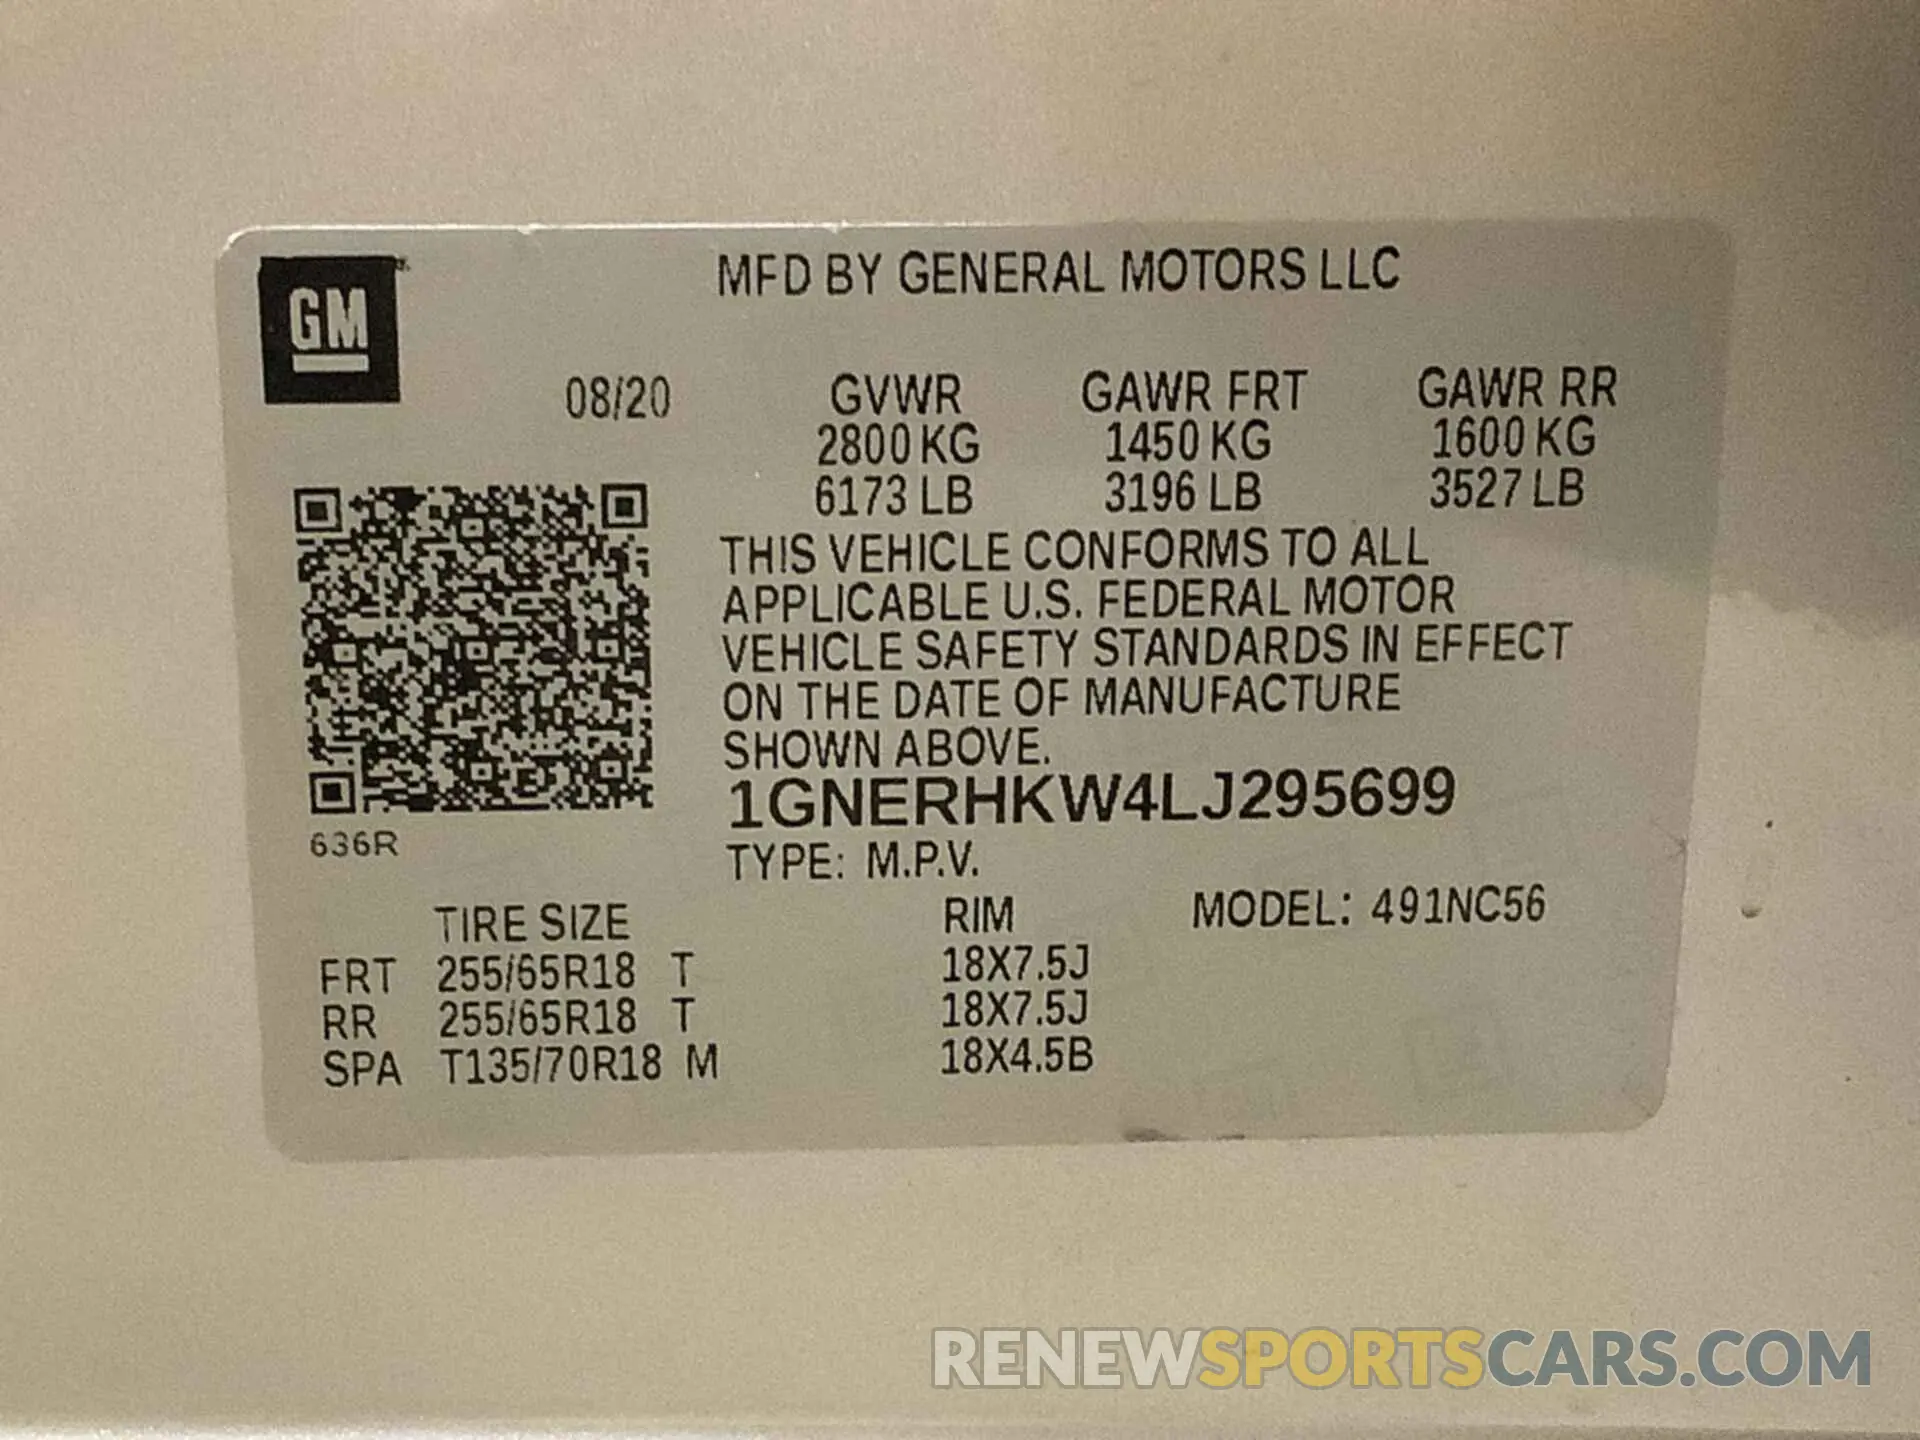 MFD BY GENERAL MOTORS LLC
GM
08/20 GVWR GAWR FRT GAWR RR
2800 KG 1450 KG 1600 KG
6173 LB 3196 LB 3527 LB
THIS VEHICLE CONFORMS TO ALL
APPLICABLE U.S. FEDERAL MOTOR
VEHICLE SAFETY STANDARDS IN EFFECT
ON THE DATE OF MANUFACTURE
SHOWN ABOVE.
1GNERHKW4LJ295699
636R
TYPE: M.P.V.
TIRE SIZE RIM MODEL: 491NC56
FRT 255/65R18 T 18X7.5J
RR 255/65R18 T 18X7.5J
SPA T135/70R18 M 18X4.5B
RENEWSPORTSCARS.COM